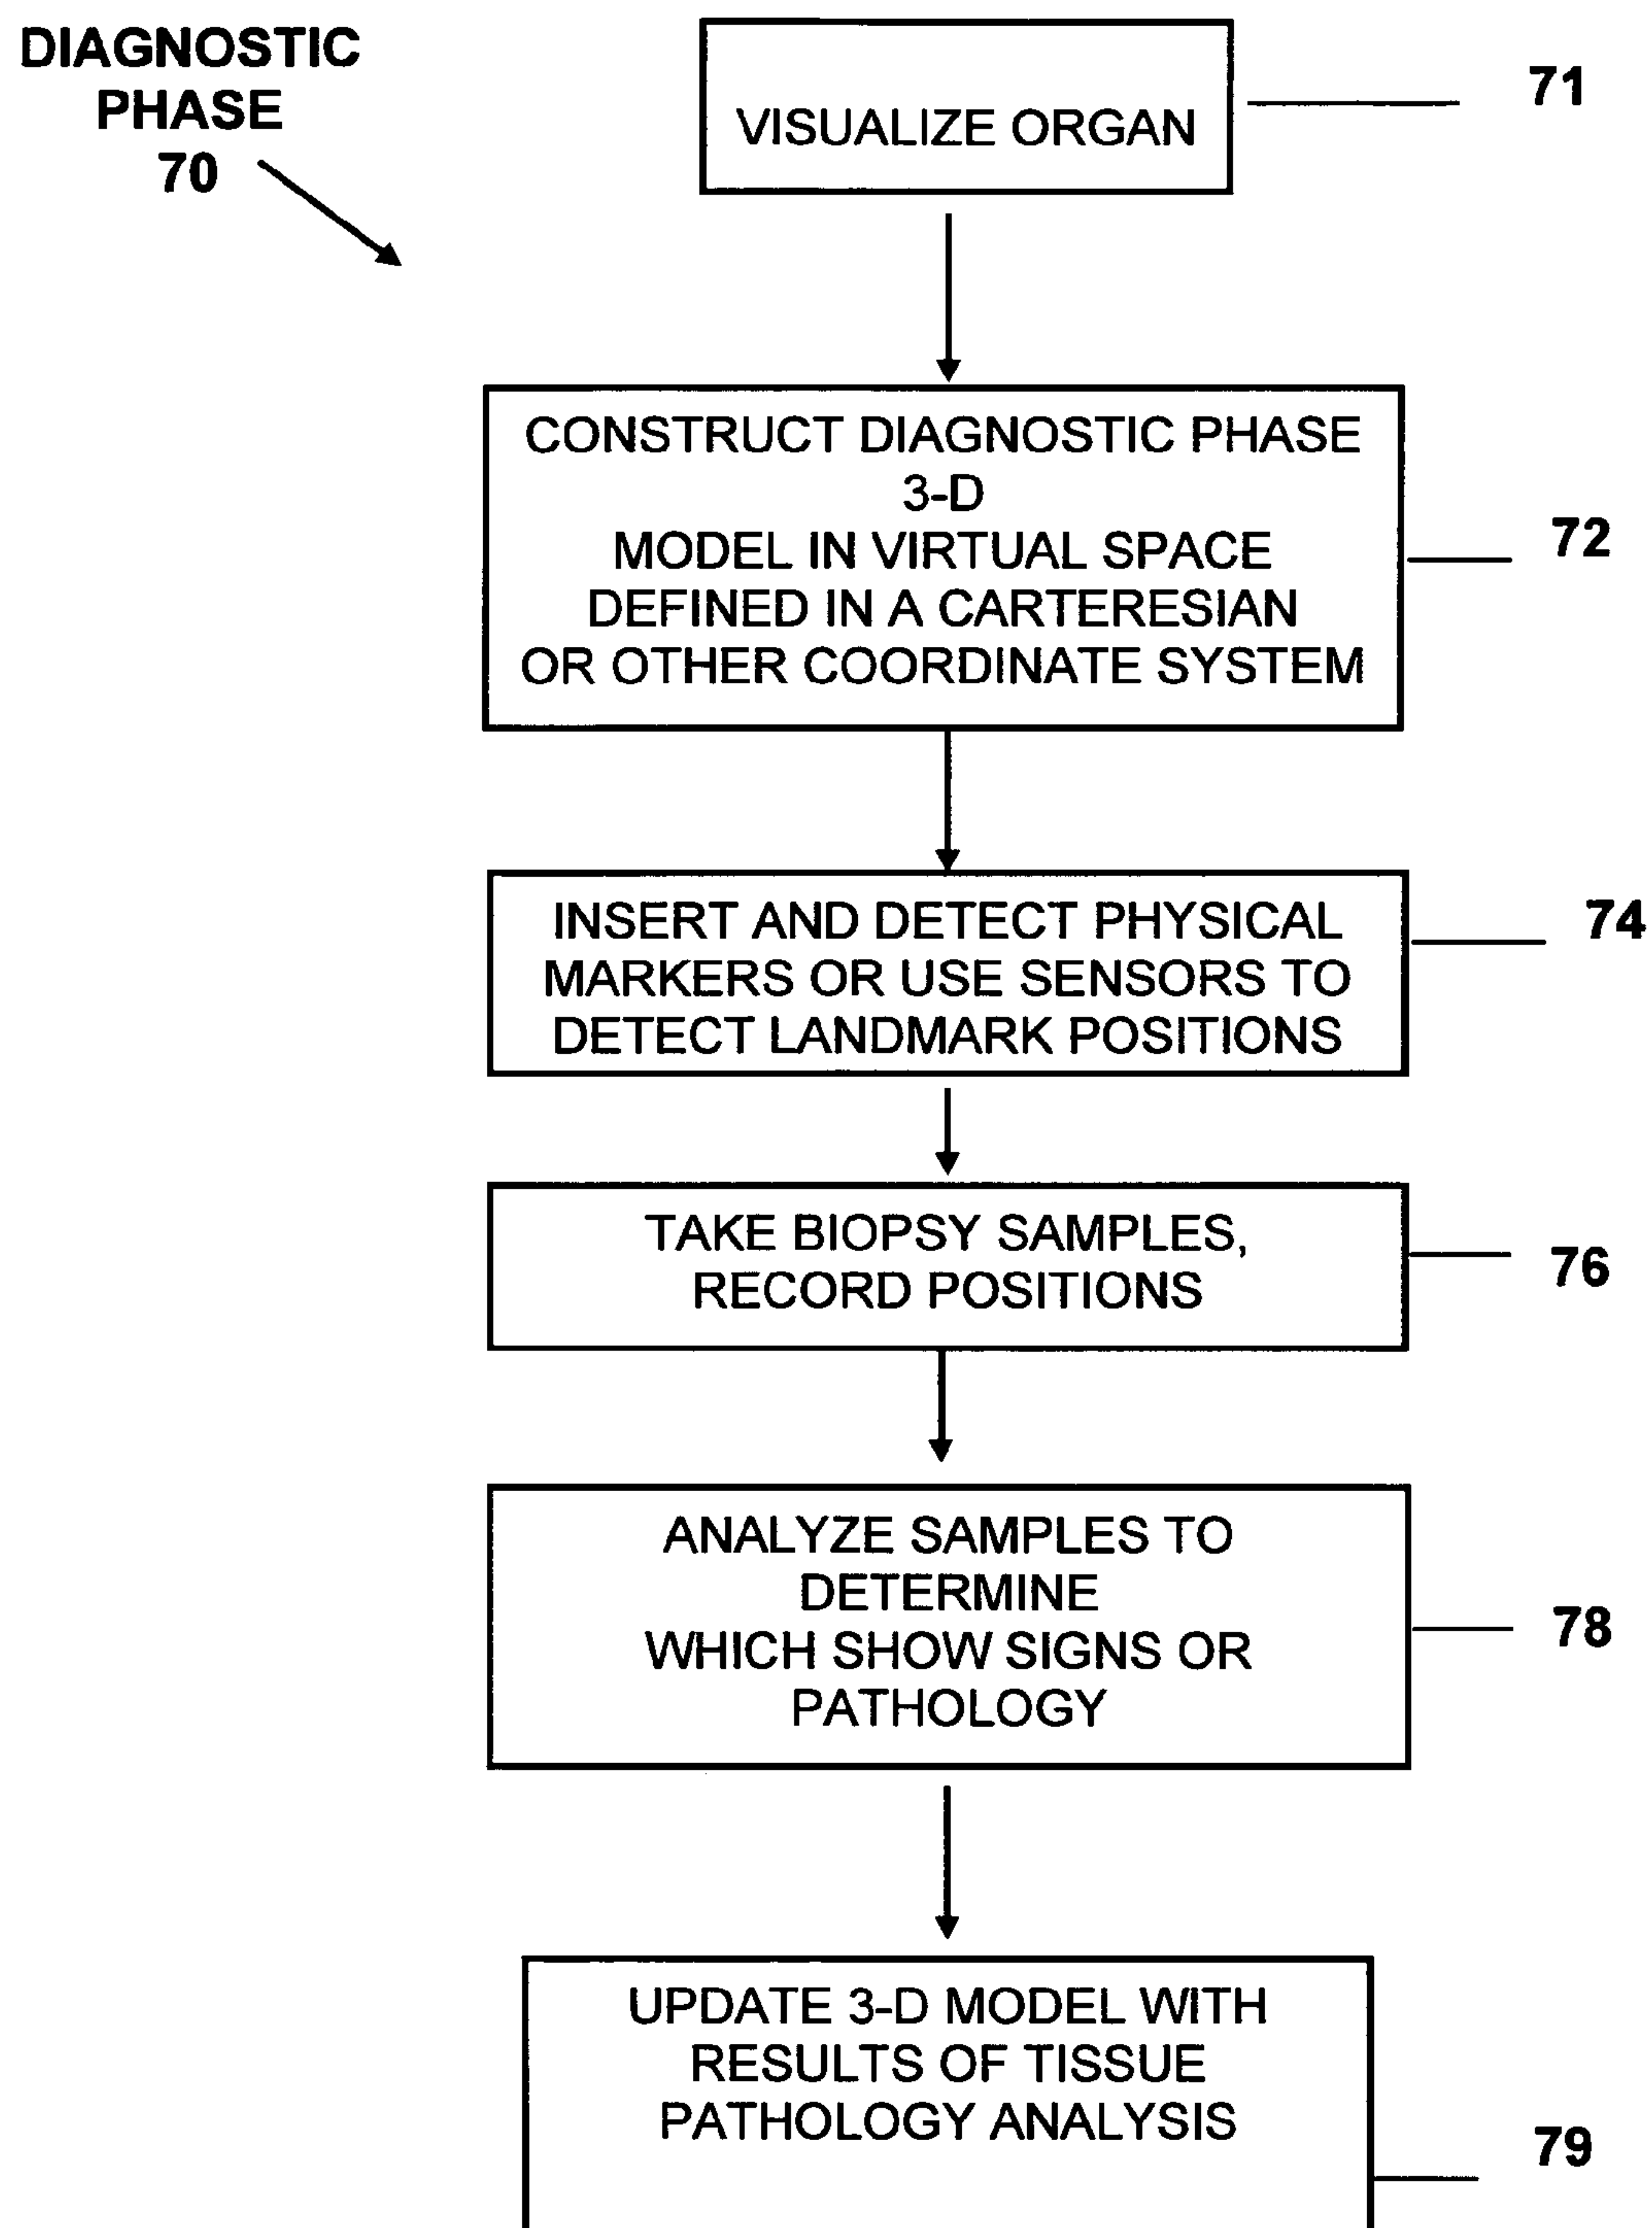 DIAGNOSTIC
PHASE
70
VISUALIZE ORGAN
71
CONSTRUCT DIAGNOSTIC PHASE
3-D
MODEL IN VIRTUAL SPACE
DEFINED IN A CARTERESIAN
OR OTHER COORDINATE SYSTEM
72
INSERT AND DETECT PHYSICAL
MARKERS OR USE SENSORS TO
DETECT LANDMARK POSITIONS
74
TAKE BIOPSY SAMPLES,
RECORD POSITIONS
76
ANALYZE SAMPLES TO
DETERMINE
WHICH SHOW SIGNS OR
PATHOLOGY
78
UPDATE 3-D MODEL WITH
RESULTS OF TISSUE
PATHOLOGY ANALYSIS
79